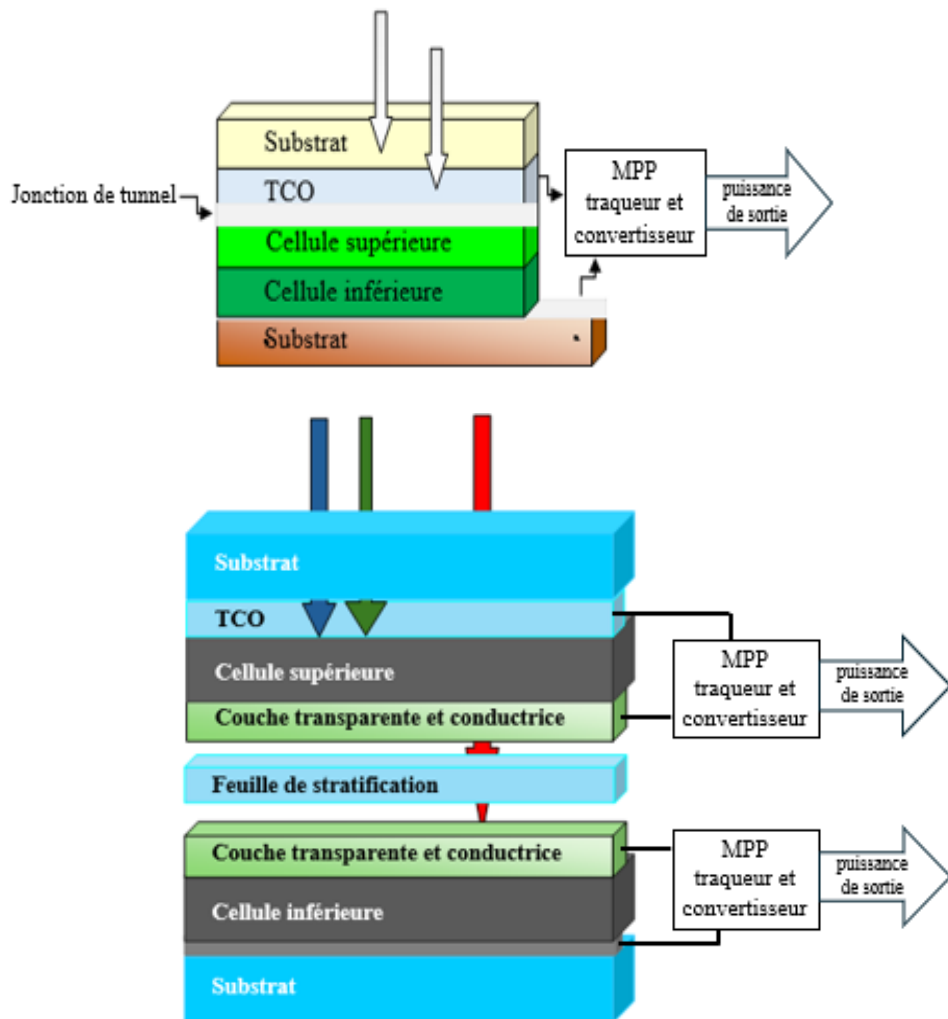 Substrat
TCO
Jonction de tunnel
Cellule supérieure
Cellule inférieure
Substrat
MPP
traqueur et
convertisseur
puissance
de sortie
Substrat
TCO
Cellule supérieure
Couche transparente et conductrice
MPP
traqueur et
convertisseur
puissance
de sortie
Feuille de stratification
Couche transparente et conductrice
Cellule inférieure
Substrat
MPP
traqueur et
convertisseur
puissance
de sortie